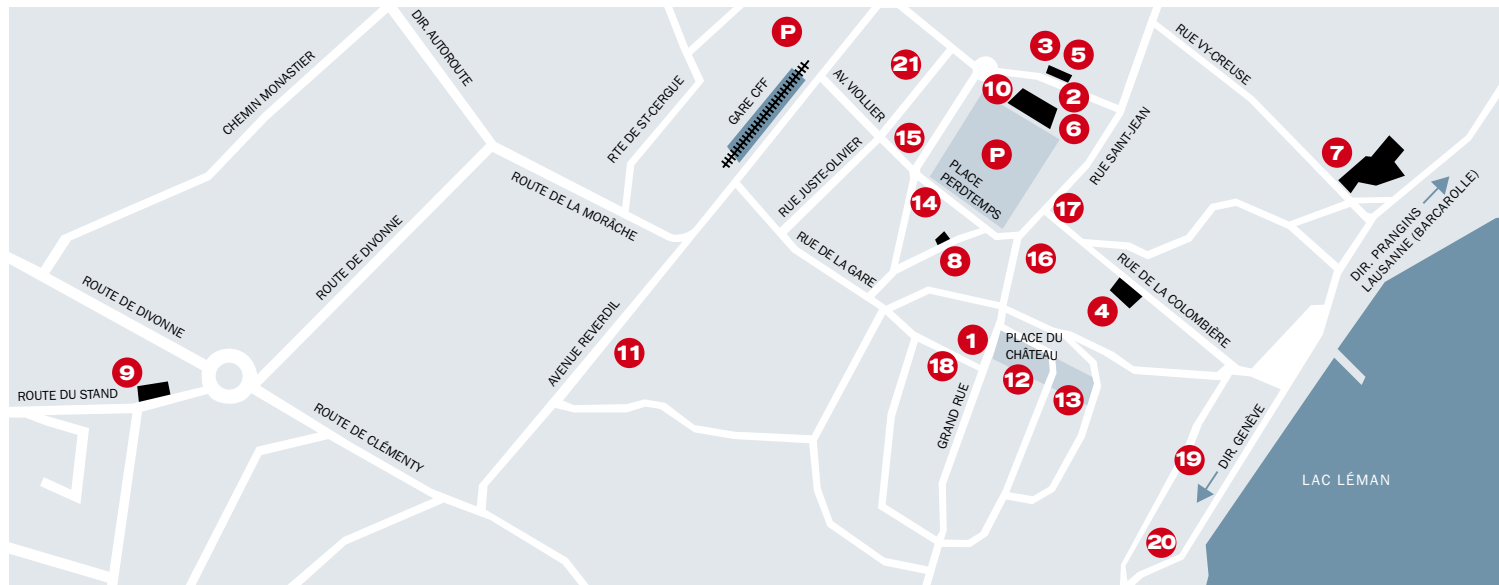 P
3
5
DIR. AUTOROUTE
RUE VY-CREUSE
21
CHEMIN MONASTIER
GARE CFF
AV. VIOLLIER
10
2
RTE DE ST-CERGUE
6
15
P
RUE SAINT-JEAN
7
PLACE
PERDTEMPS
RUE JUSTE-OLIVIER
ROUTE DE LA MORÂCHE
14
17
DIR. PRANGINS
LAUSANNE (BARCAROLLE)
ROUTE DE DIVONNE
RUE DE LA GARE
8
16
RUE DE LA COLOMBIÈRE
ROUTE DE DIVONNE
4
AVENUE REVERDIL
11
1
PLACE DU
CHÂTEAU
18
12
13
9
ROUTE DU STAND
GRAND RUE
ROUTE DE CLÉMENTY
DIR. GENÈVE
19
LAC LÉMAN
20